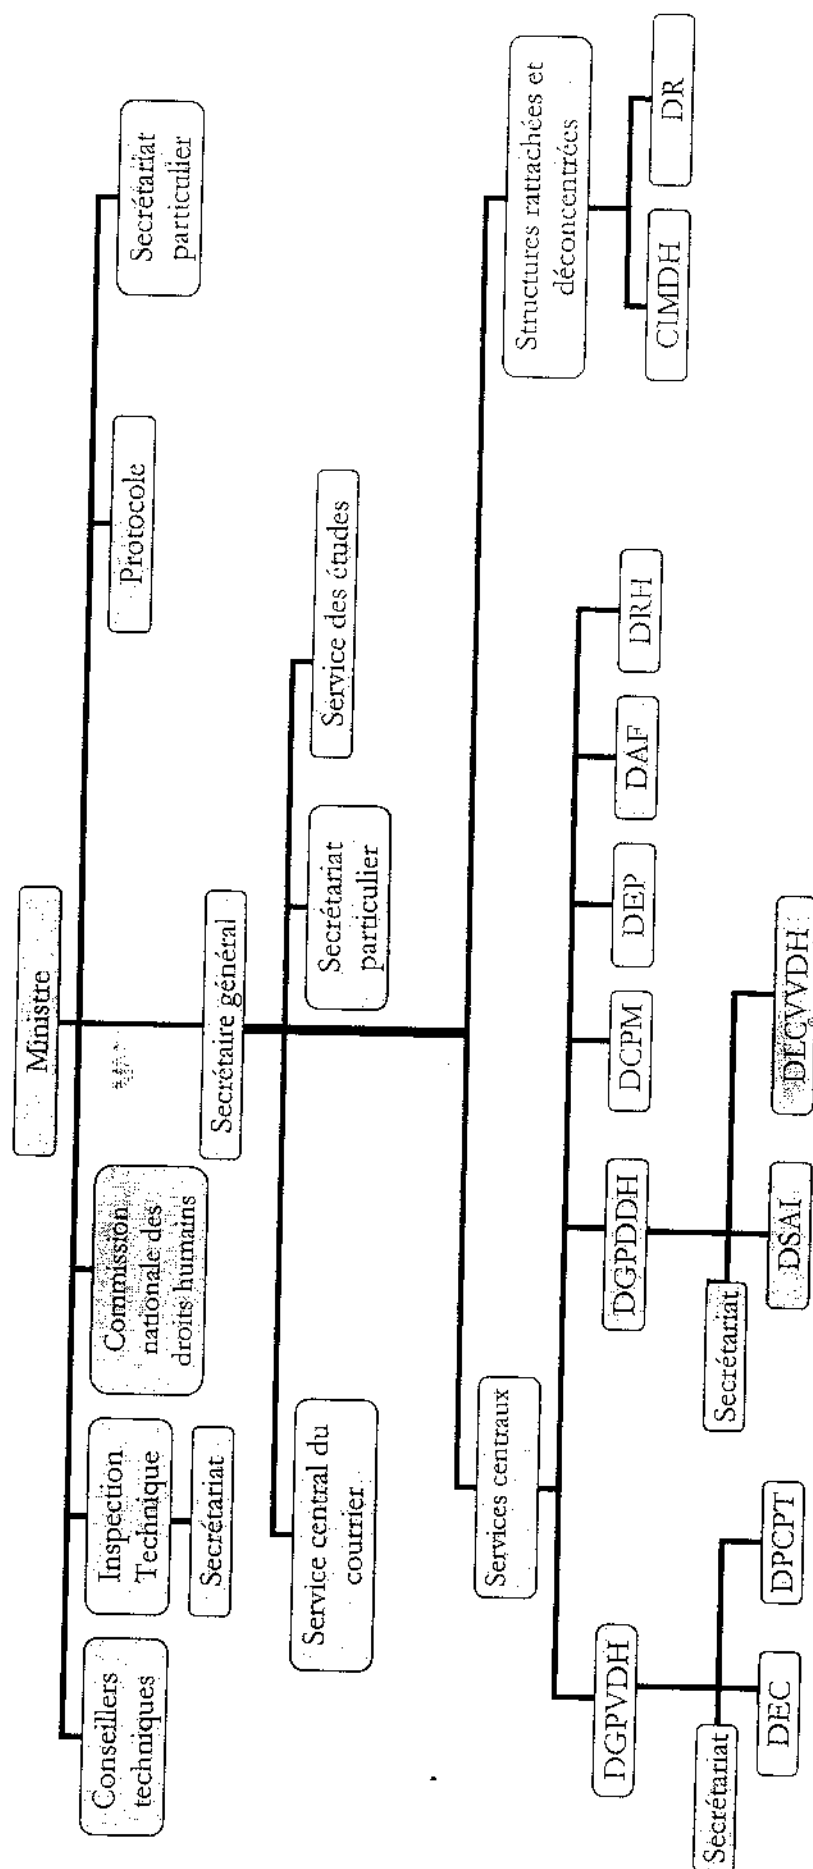 Ministre
Conseillers
techniques
Inspection
Technique
Commission
nationale des
droits humains
Protocole
Secrétariat
particulier
Secrétariat
Secrétaire général
Service central du
courrier
Secrétariat
particulier
Service des études
Services centraux
Structures rattachées et
déconcentrées
DGPVDH
DGPDDH
DCPM
DEP
DAF
DRH
CIMDH
DR
Secrétariat
DEC
DPCPT
Secrétariat
DSAI
DLCVVDH